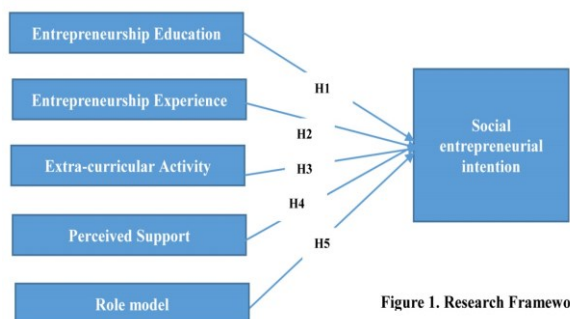 Entrepreneurship Education
H1
Entrepreneurship Experience
H2
Extra-curricular Activity
H3
Perceived Support
H4
Role model
H5
Social
entrepreneurial
intention
Figure 1. Research Framewo